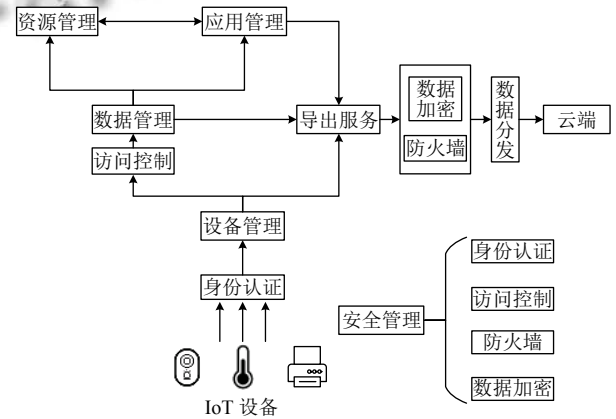 资源管理
应用管理
数据管理
导出服务
数据
加密
防火墙
数据分发
云端
访问控制
设备管理
身份认证
IoT 设备
安全管理
身份认证
访问控制
防火墙
数据加密